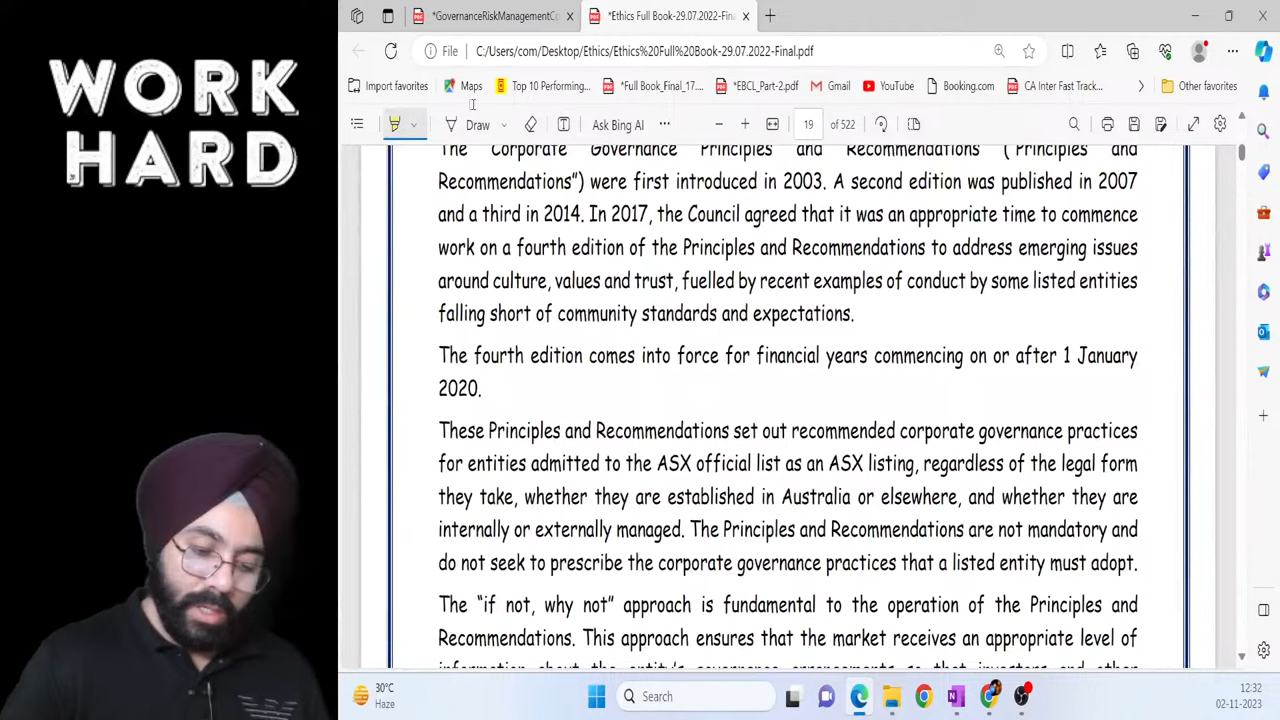 WORK
HARD
*GovernanceRiskManagementCo
*Ethics Full Book-29.07.2022-Fina
File
C:/Users/com/Desktop/Ethics/Ethics%20Full%20Book-29.07.2022-Final.pdf
Import favorites
Maps
Top 10 Performing...
*Full Book_Final_17....
*EBCL_Part-2.pdf
Gmail
YouTube
Booking.com
CA Inter Fast Track...
Other favorites
Draw
Ask Bing AI
19 of 522
The Corporate Governance Principles and Recommendations ("Principles and
Recommendations") were first introduced in 2003. A second edition was published in 2007
and a third in 2014. In 2017, the Council agreed that it was an appropriate time to commence
work on a fourth edition of the Principles and Recommendations to address emerging issues
around culture, values and trust, fuelled by recent examples of conduct by some listed entities
falling short of community standards and expectations.
The fourth edition comes into force for financial years commencing on or after 1 January
2020.
These Principles and Recommendations set out recommended corporate governance practices
for entities admitted to the ASX official list as an ASX listing, regardless of the legal form
they take, whether they are established in Australia or elsewhere, and whether they are
internally or externally managed. The Principles and Recommendations are not mandatory and
do not seek to prescribe the corporate governance practices that a listed entity must adopt.
The "if not, why not" approach is fundamental to the operation of the Principles and
Recommendations. This approach ensures that the market receives an appropriate level of
30°C
Haze
Search
12:32
02-11-2023